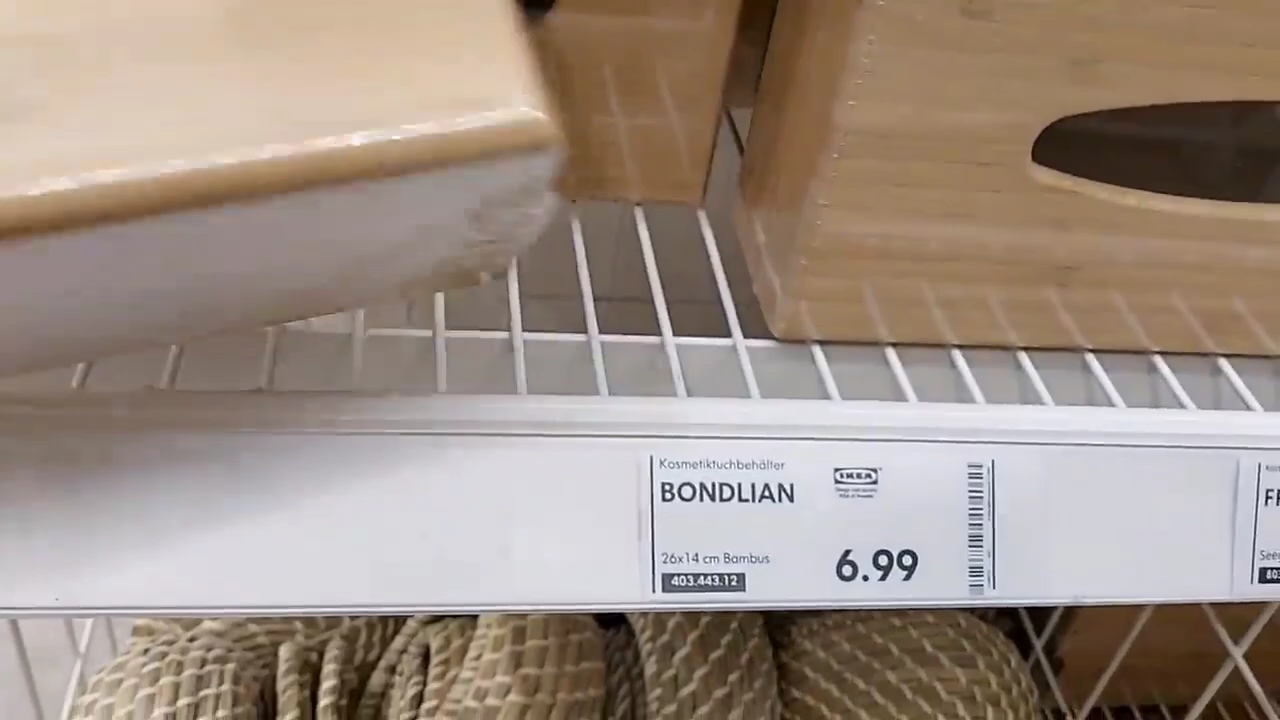 Kosmetiktuchbehälter
BONDLIAN
IKEA
26x14 cm Bambus
403.443.12
6.99